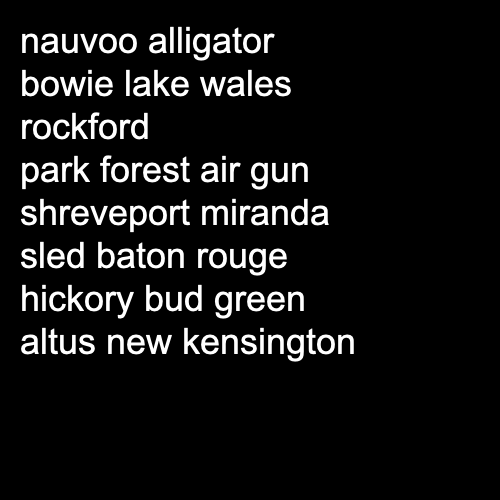 nauvoo alligator
bowie lake wales
rockford
park forest air gun
shreveport miranda
sled baton rouge
hickory bud green
altus new kensington